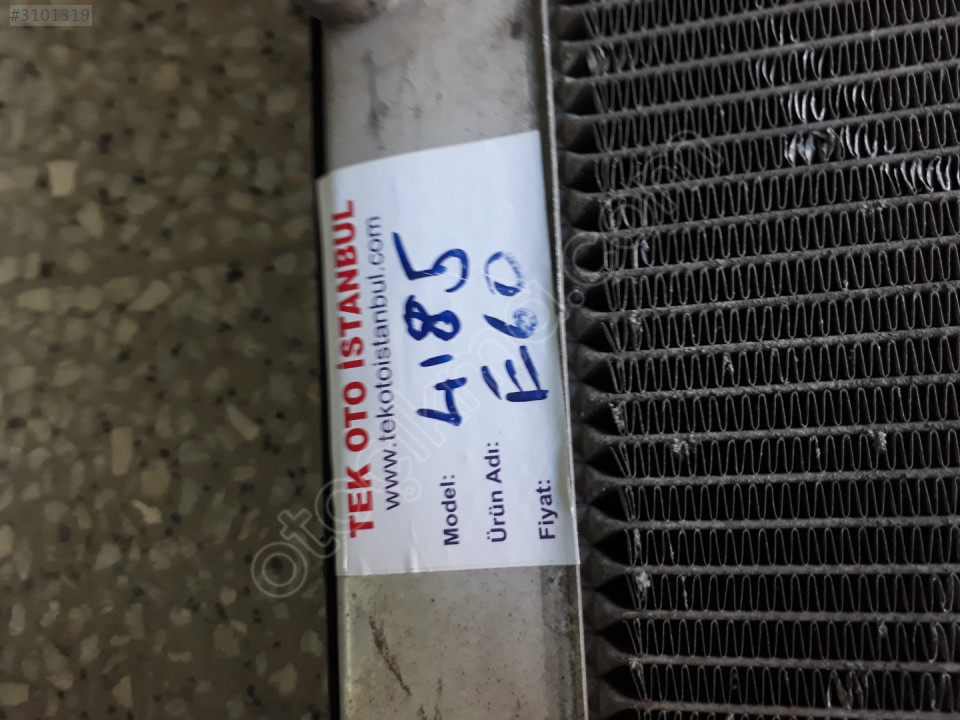 #3101319
TEK OTO İSTANBUL
www.tekotoistanbul.com
Model: 4185
Ürün Adı: E60
Fiyat: